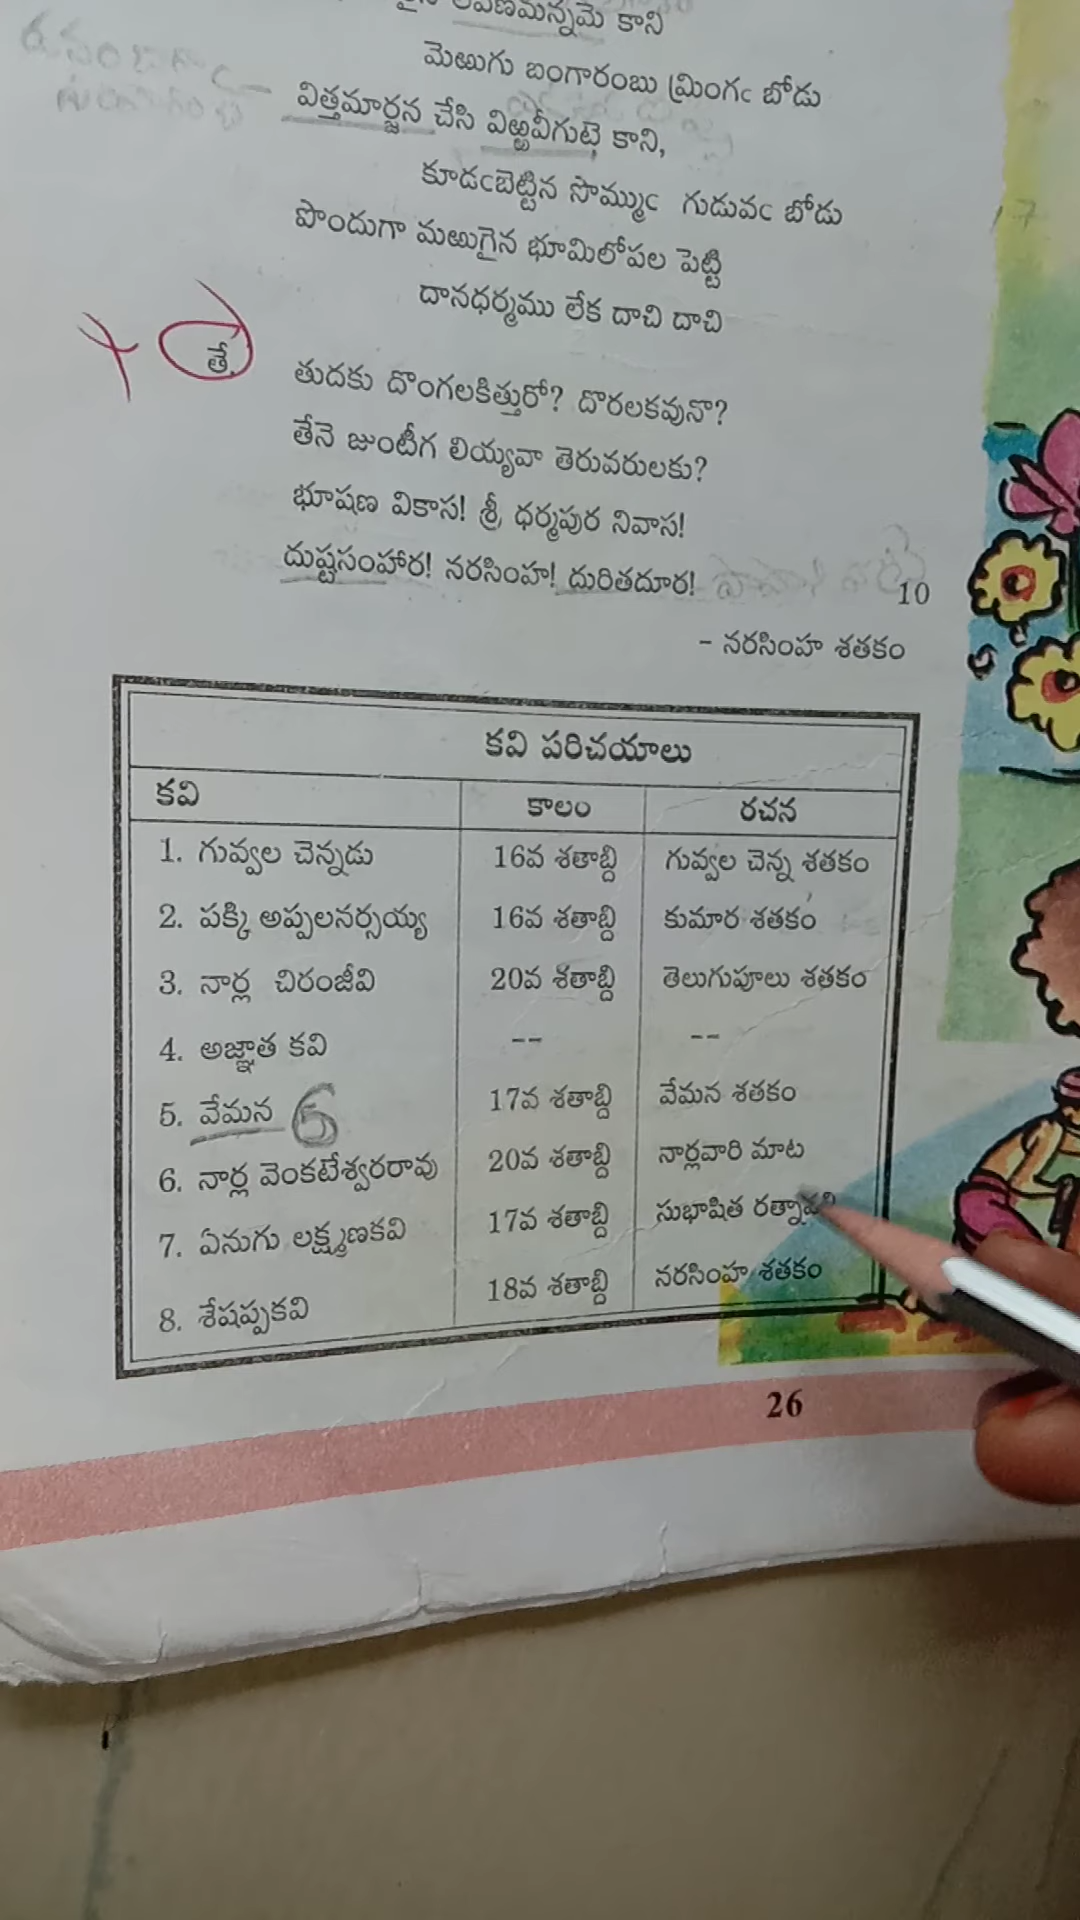 లవణమన్నమె కాని
మెఱుగు బంగారంబు మ్రింగఁ బోడు
విత్తమార్జన చేసి విఱ్ఱవీగుటె కాని,
కూడఁబెట్టిన సొమ్ముఁ గుడువఁ బోడు
పొందుగా మఱుగైన భూమిలోపల పెట్టి
దానధర్మము లేక దాచి దాచి
తే. తుదకు దొంగలకిత్తురో? దొరలకవునా?
తేనె జుంటీగ లియ్యవా తెరువరులకు?
భూషణ వికాస! శ్రీ ధర్మపుర నివాస!
దుష్టసంహార! నరసింహ! దురితదూర! 10
- నరసింహ శతకం
కవి పరిచయాలు
కవి కాలం రచన
1. గువ్వల చెన్నడు 16వ శతాబ్ది గువ్వల చెన్న శతకం
2. పక్కి అప్పలనర్సయ్య 16వ శతాబ్ది కుమార శతకం
3. నార్ల చిరంజీవి 20వ శతాబ్ది తెలుగుపూలు శతకం
4. అజ్ఞాత కవి -- --
5. వేమన 6 17వ శతాబ్ది వేమన శతకం
6. నార్ల వెంకటేశ్వరరావు 20వ శతాబ్ది నార్లవారి మాట
7. ఏనుగు లక్ష్మణకవి 17వ శతాబ్ది సుభాషిత రత్నావళి
8. శేషప్పకవి 18వ శతాబ్ది నరసింహ శతకం
26